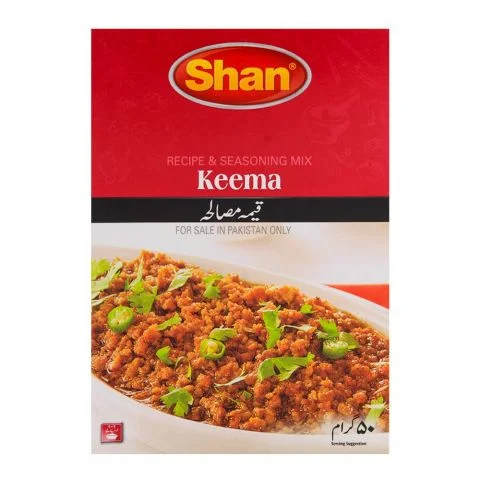 Shan®
RECIPE & SEASONING MIX
Keema
قیمہ مصالحہ
FOR SALE IN PAKISTAN ONLY
۵۰ گرام
Serving Suggestion